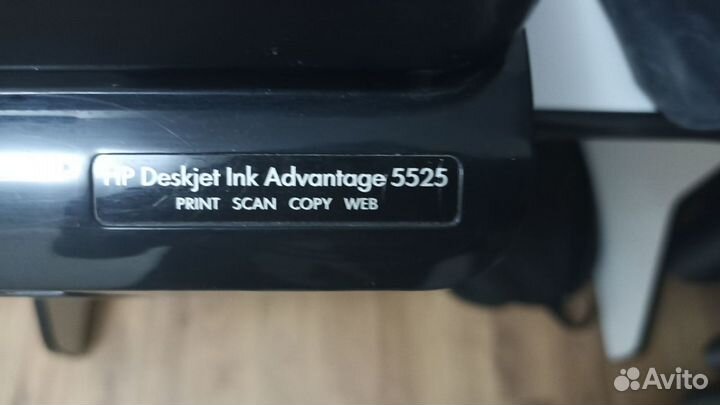 HP Deskjet Ink Advantage 5525
PRINT SCAN COPY WEB
Avito